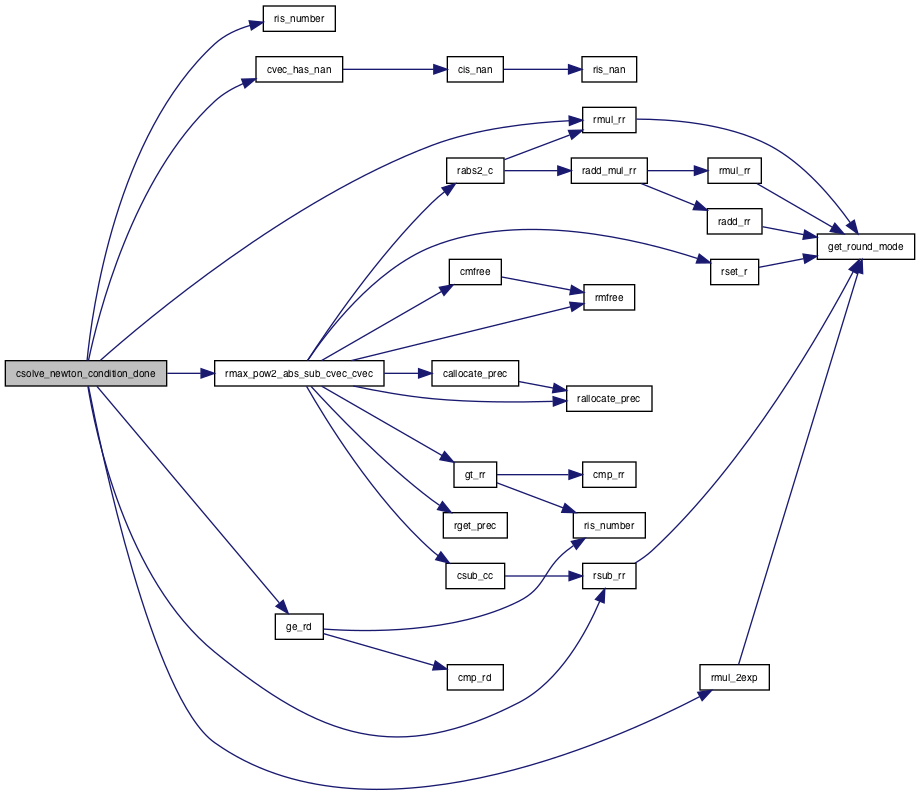 ris_number
cvec_has_nan
cis_nan
ris_nan
rmul_rr
rabs2_c
radd_mul_rr
rmul_rr
radd_rr
get_round_mode
cmfree
rset_r
rmfree
csolve_newton_condition_done
rmax_pow2_abs_sub_cvec_cvec
callocate_prec
rallocate_prec
gt_rr
cmp_rr
rget_prec
ris_number
csub_cc
rsub_rr
ge_rd
cmp_rd
rmul_2exp